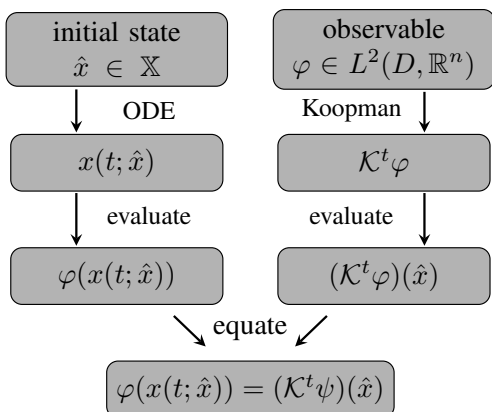 initial state
x̂ ∈ 𝕏
observable
φ ∈ L²(D, ℝⁿ)
ODE
Koopman
x(t; x̂)
𝒦ᵗφ
evaluate
evaluate
φ(x(t; x̂))
(𝒦ᵗφ)(x̂)
equate
φ(x(t; x̂)) = (𝒦ᵗψ)(x̂)